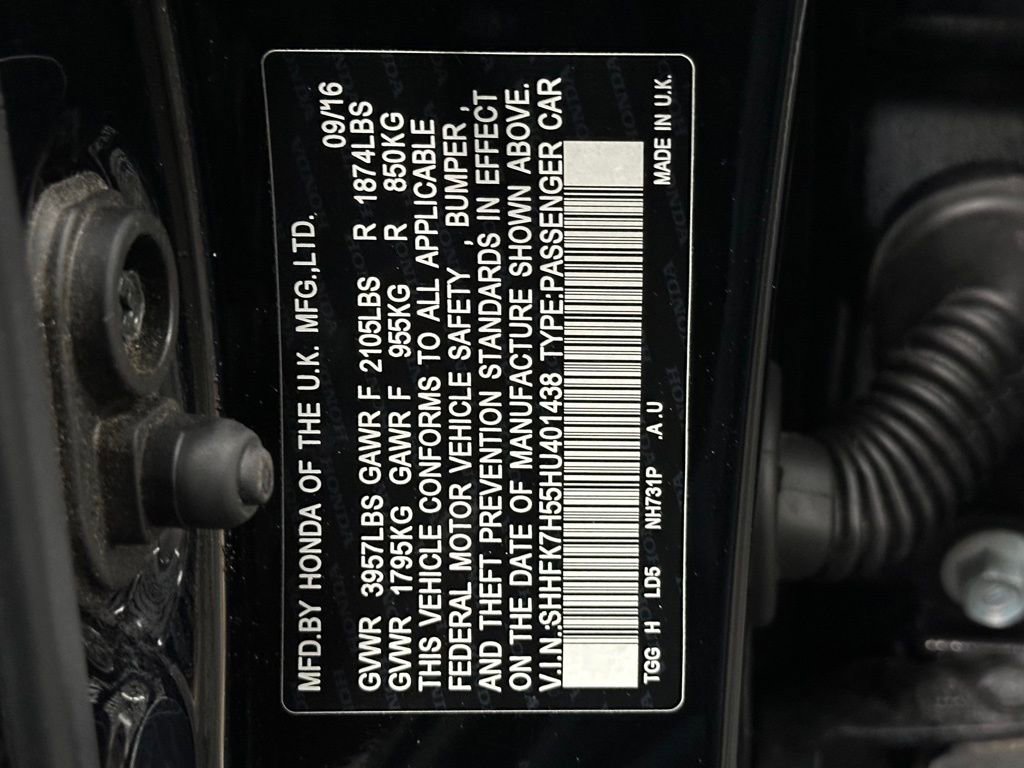 MFD.BY HONDA OF THE U.K. MFG.,LTD. 09/16
GVWR 3957LBS GAWR F 2105LBS R 1874LBS
GVWR 1795KG GAWR F 955KG R 850KG
THIS VEHICLE CONFORMS TO ALL APPLICABLE
FEDERAL MOTOR VEHICLE SAFETY , BUMPER ,
AND THEFT PREVENTION STANDARDS IN EFFECT
ON THE DATE OF MANUFACTURE SHOWN ABOVE.
V.I.N.:SHHFK7H55HU401438 TYPE:PASSENGER CAR
TGG H . LD5 NH731P .A.U MADE IN U.K.